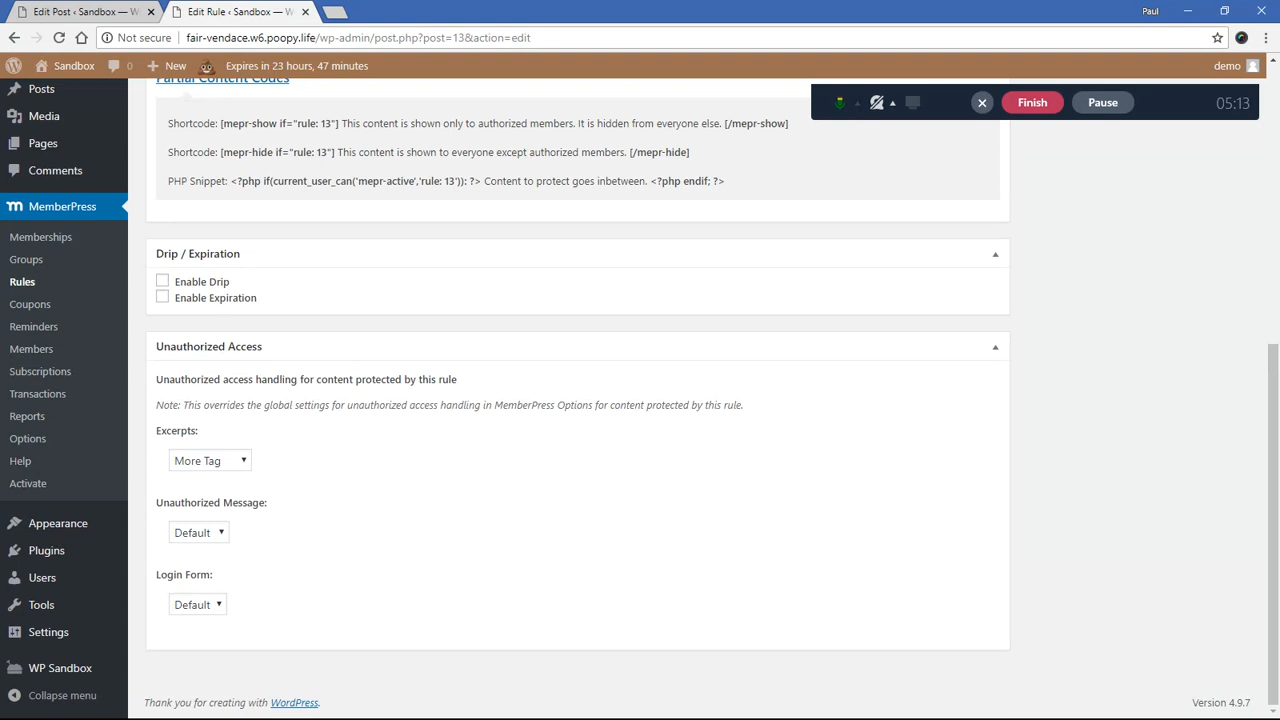 Edit Post ‹ Sandbox — W
Edit Rule ‹ Sandbox — W
Paul
Not secure
fair-vendace.w6.poopy.life/wp-admin/post.php?post=13&action=edit
Sandbox
0
New
Expires in 23 hours, 47 minutes
demo
Posts
Media
Pages
Comments
MemberPress
Memberships
Groups
Rules
Coupons
Reminders
Members
Subscriptions
Transactions
Reports
Options
Help
Activate
Appearance
Plugins
Users
Tools
Settings
WP Sandbox
Collapse menu
Partial Content Codes
Finish
Pause
05:13
Shortcode: [mepr-show if="rule: 13"] This content is shown only to authorized members. It is hidden from everyone else. [/mepr-show]
Shortcode: [mepr-hide if="rule: 13"] This content is shown to everyone except authorized members. [/mepr-hide]
PHP Snippet: <?php if(current_user_can('mepr-active','rule: 13')): ?> Content to protect goes inbetween. <?php endif; ?>
Drip / Expiration
Enable Drip
Enable Expiration
Unauthorized Access
Unauthorized access handling for content protected by this rule
Note: This overrides the global settings for unauthorized access handling in MemberPress Options for content protected by this rule.
Excerpts:
More Tag
Unauthorized Message:
Default
Login Form:
Default
Thank you for creating with WordPress.
Version 4.9.7